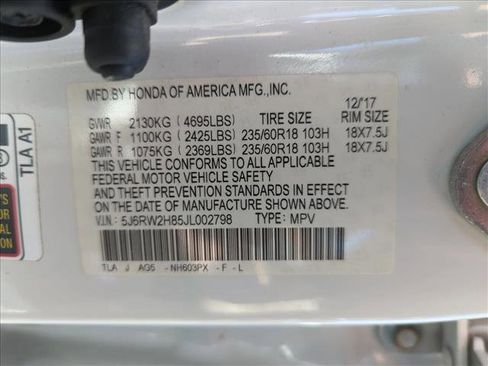 MFD.BY HONDA OF AMERICA MFG.,INC. 12/17
GVWR 2130KG (4695LBS) TIRE SIZE RIM SIZE
GAWR F 1100KG (2425LBS) 235/60R18 103H 18X7.5J
GAWR R 1075KG (2369LBS) 235/60R18 103H 18X7.5J
THIS VEHICLE CONFORMS TO ALL APPLICABLE
FEDERAL MOTOR VEHICLE SAFETY
AND THEFT PREVENTION STANDARDS IN EFFECT
ON THE DATE OF MANUFACTURE SHOWN ABOVE.
V.I.N.: 5J6RW2H85JL002798 TYPE: MPV
TLA J AG5 -NH603PX -F -L
TLA A1